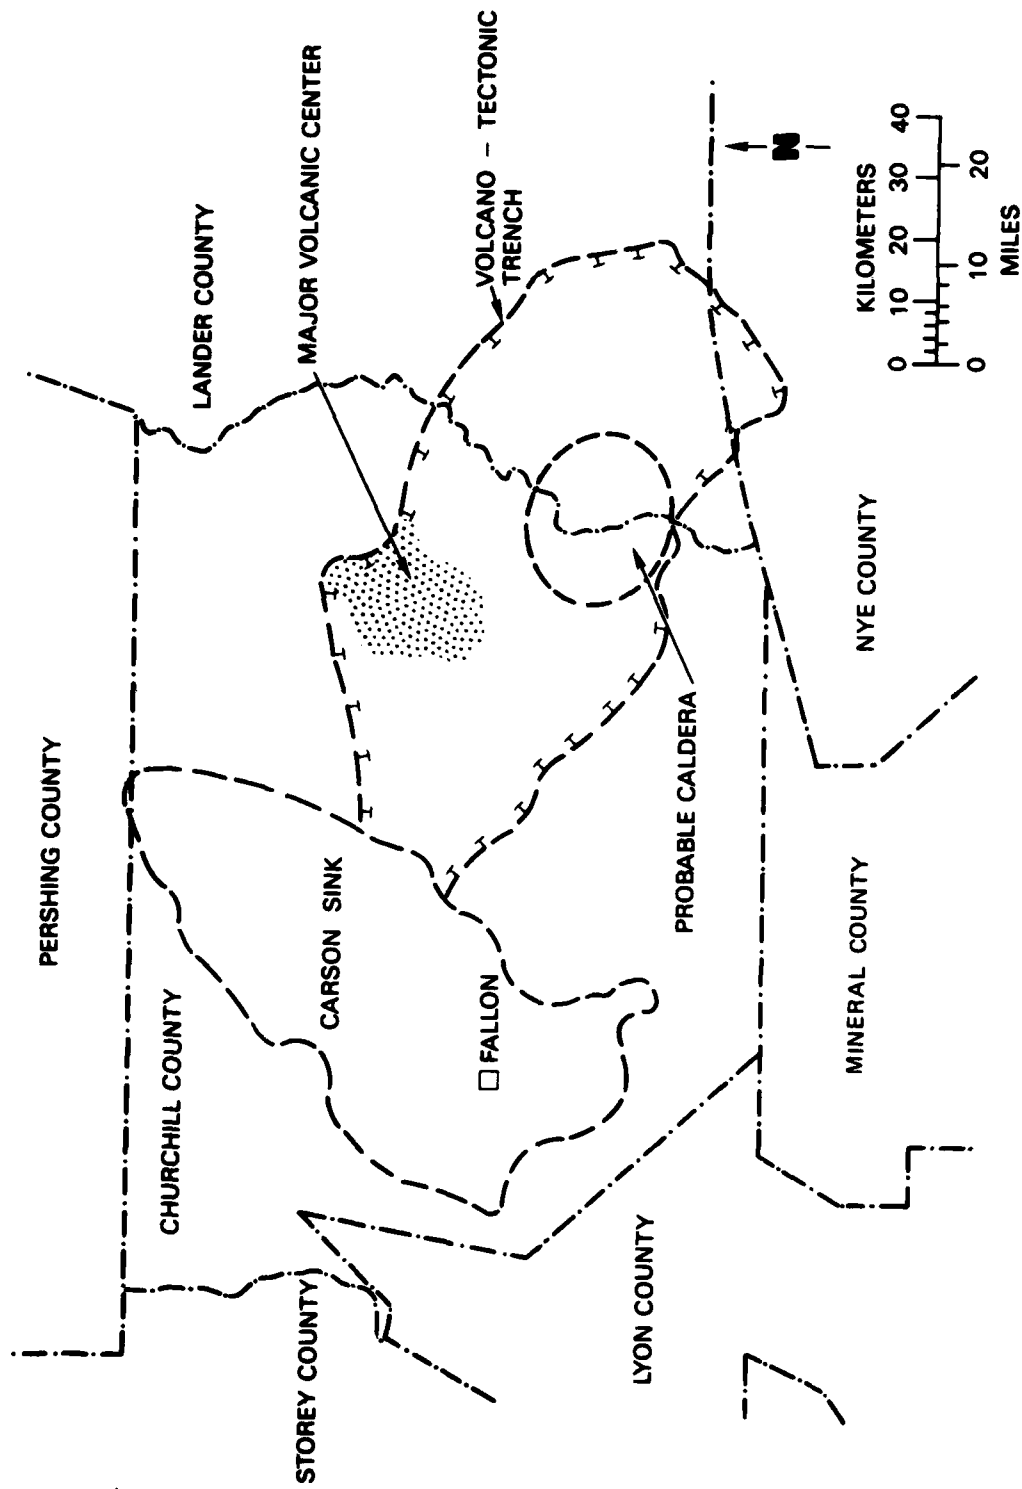 PERSHING COUNTY
LANDER COUNTY
CHURCHILL COUNTY
MAJOR VOLCANIC CENTER
STOREY COUNTY
CARSON SINK
VOLCANO - TECTONIC
TRENCH
FALLON
PROBABLE CALDERA
LYON COUNTY
N
MINERAL COUNTY
NYE COUNTY
KILOMETERS
0 10 20 30 40
0 10 20
MILES